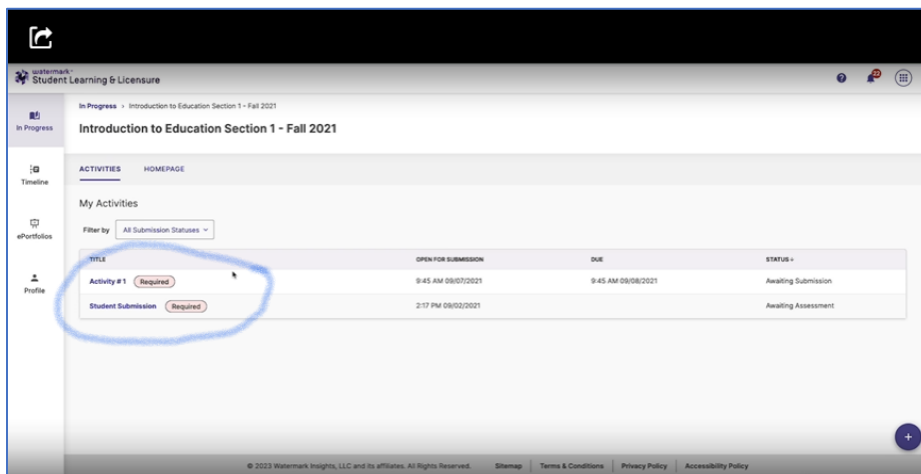 watermark™
Student Learning & Licensure
22
In Progress
Timeline
ePortfolios
Profile
In Progress › Introduction to Education Section 1 - Fall 2021
Introduction to Education Section 1 - Fall 2021
ACTIVITIES HOMEPAGE
My Activities
Filter by All Submission Statuses
TITLE OPEN FOR SUBMISSION DUE STATUS
Activity # 1 Required 9:45 AM 09/07/2021 9:45 AM 09/08/2021 Awaiting Submission
Student Submission Required 2:17 PM 09/02/2021 Awaiting Assessment
© 2023 Watermark Insights, LLC and its affiliates. All Rights Reserved. Sitemap Terms & Conditions Privacy Policy Accessibility Policy